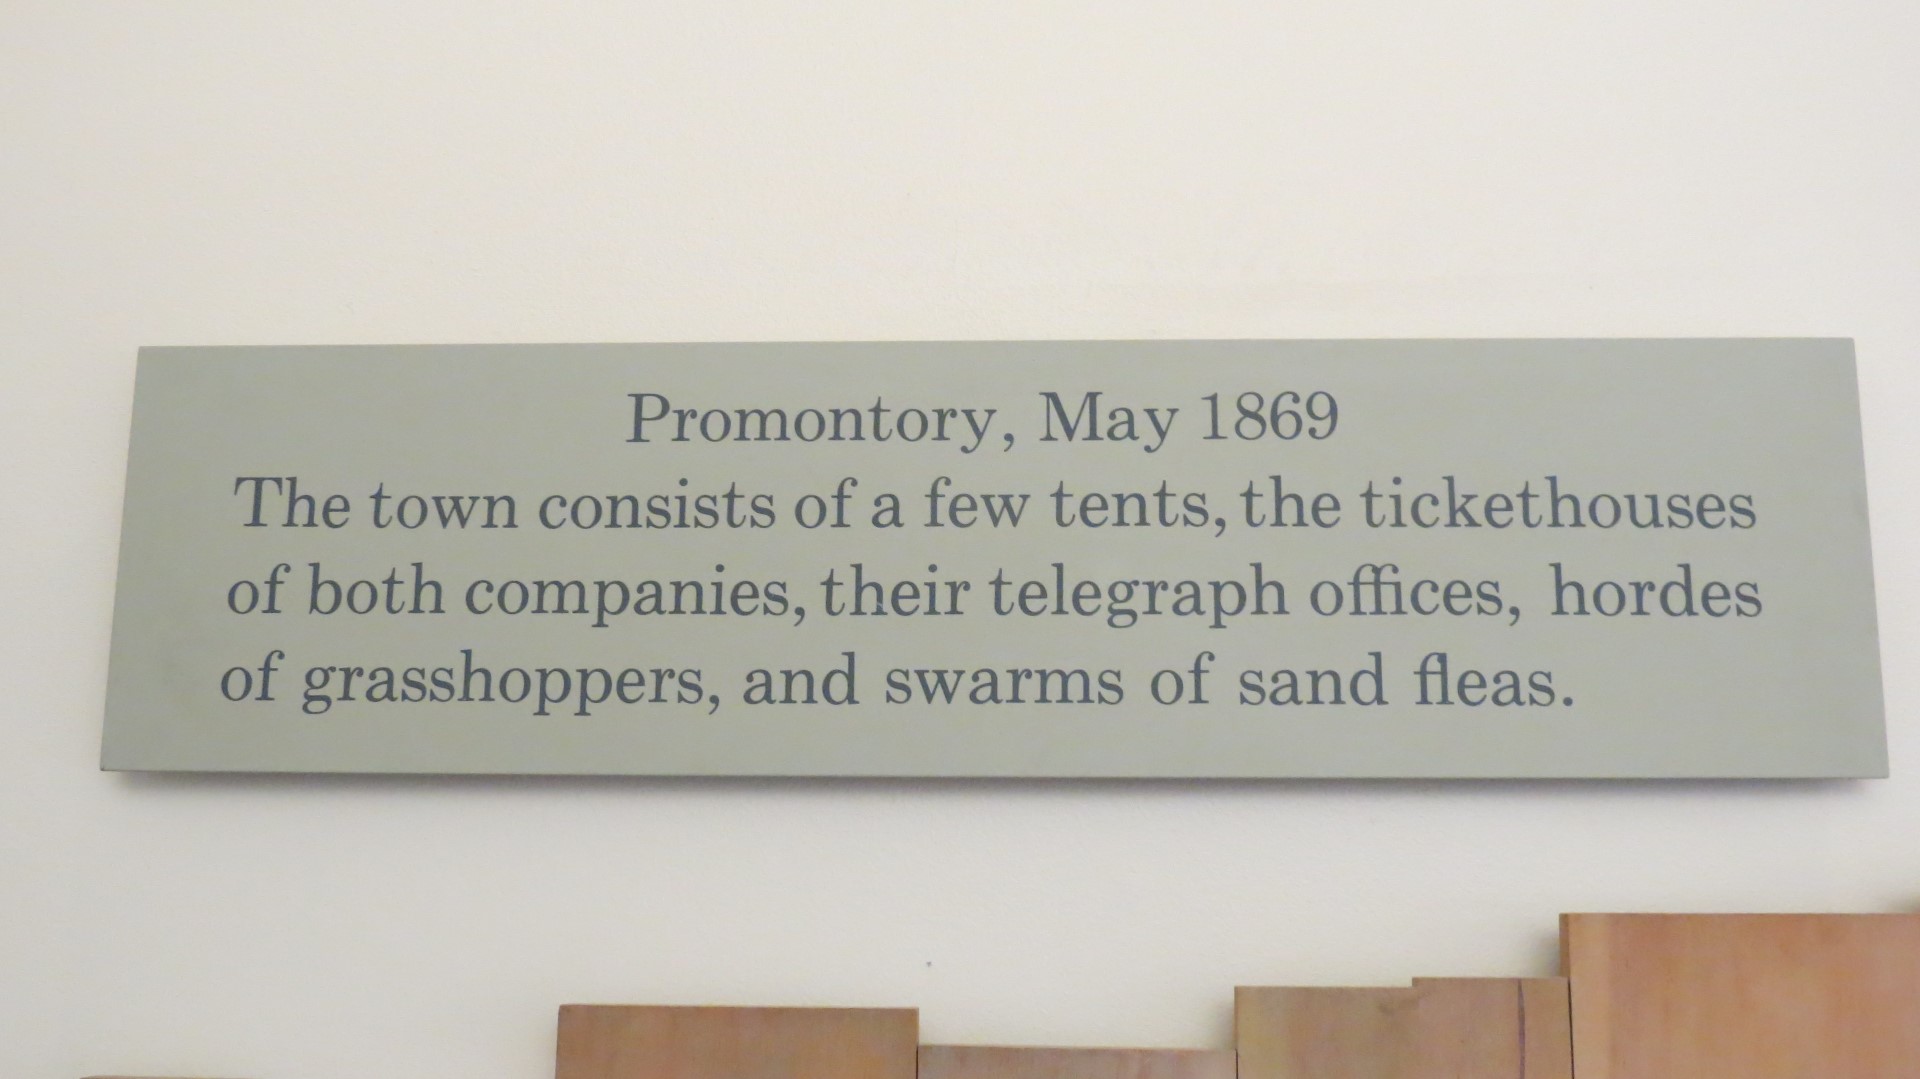 Promontory, May 1869
The town consists of a few tents, the tickethouses
of both companies, their telegraph offices, hordes
of grasshoppers, and swarms of sand fleas.